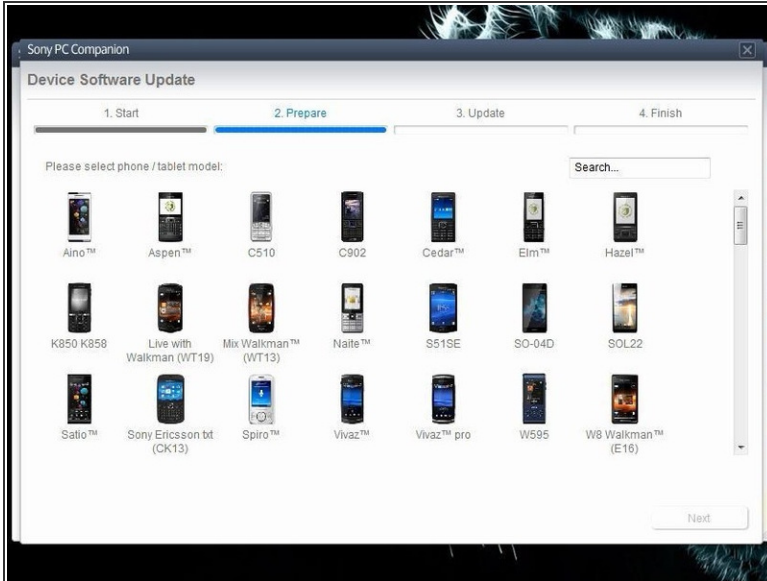 Sony PC Companion
Device Software Update
1. Start 2. Prepare 3. Update 4. Finish
Please select phone / tablet model: Search...
Aino™ Aspen™ C510 C902 Cedar™ Elm™ Hazel™
K850 K858 Live with Mix Walkman™ Naite™ S51SE SO-04D SOL22
Walkman (WT19) (WT13)
Satio™ Sony Ericsson txt Spiro™ Vivaz™ Vivaz™ pro W595 W8 Walkman™
(CK13) (E16)
Next